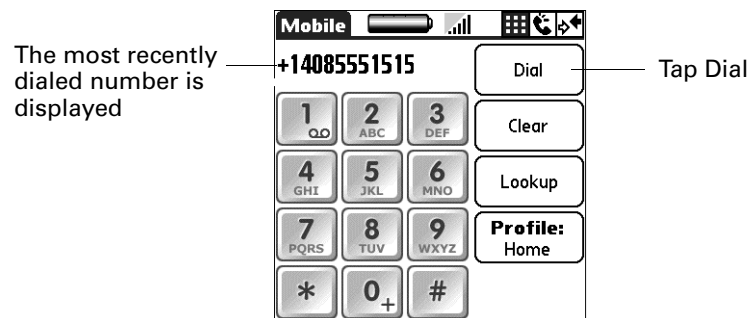 Mobile
The most recently
dialed number is
displayed
+14085551515
Dial
Tap Dial
1
2 ABC
3 DEF
Clear
4 GHI
5 JKL
6 MNO
Lookup
7 PQRS
8 TUV
9 WXYZ
Profile:
Home
*
0 +
#